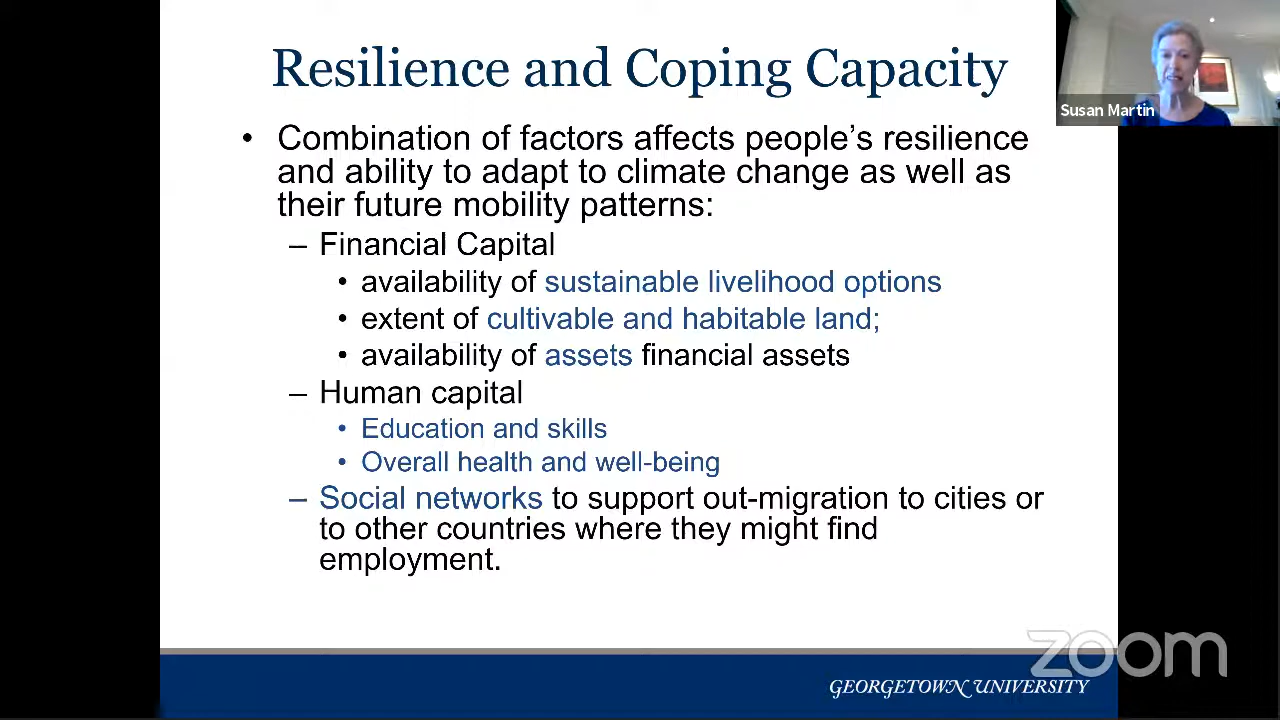 Resilience and Coping Capacity
Susan Martin
• Combination of factors affects people's resilience
and ability to adapt to climate change as well as
their future mobility patterns:
– Financial Capital
• availability of sustainable livelihood options
• extent of cultivable and habitable land;
• availability of assets financial assets
– Human capital
• Education and skills
• Overall health and well-being
– Social networks to support out-migration to cities or
to other countries where they might find
employment.
zoom
GEORGETOWN UNIVERSITY